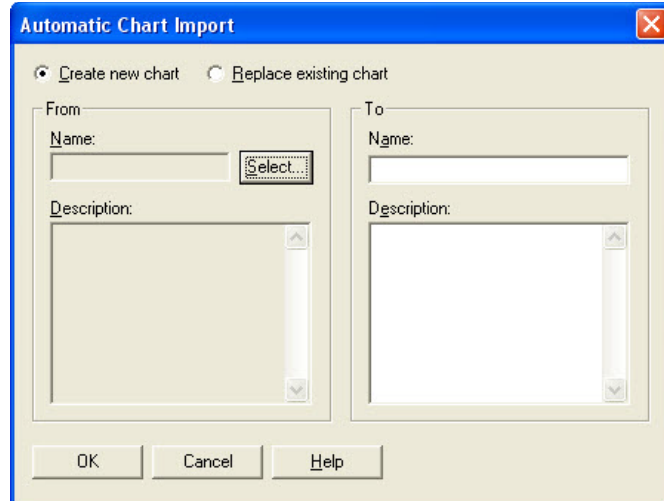 Automatic Chart Import
Create new chart Replace existing chart
From
Name:
Select...
Description:
To
Name:
Description:
OK Cancel Help